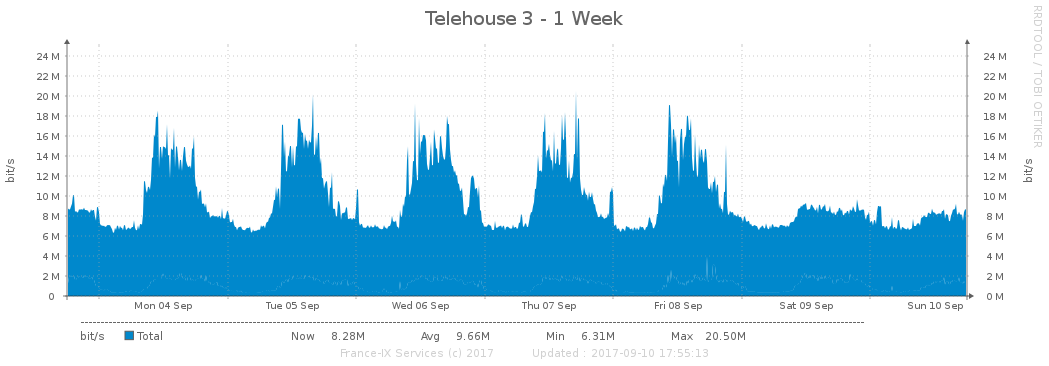 Telehouse 3 - 1 Week
RRDTOOL / TOBI OETIKER
24 M 24 M
22 M 22 M
20 M 20 M
18 M 18 M
16 M 16 M
14 M 14 M
12 M 12 M
10 M 10 M
8 M 8 M
6 M 6 M
4 M 4 M
2 M 2 M
0 0 M
bit/s
bit/s
Mon 04 Sep Tue 05 Sep Wed 06 Sep Thu 07 Sep Fri 08 Sep Sat 09 Sep Sun 10 Sep
bit/s Total Now 8.28M Avg 9.66M Min 6.31M Max 20.50M
France-IX Services (c) 2017 Updated : 2017-09-10 17:55:13